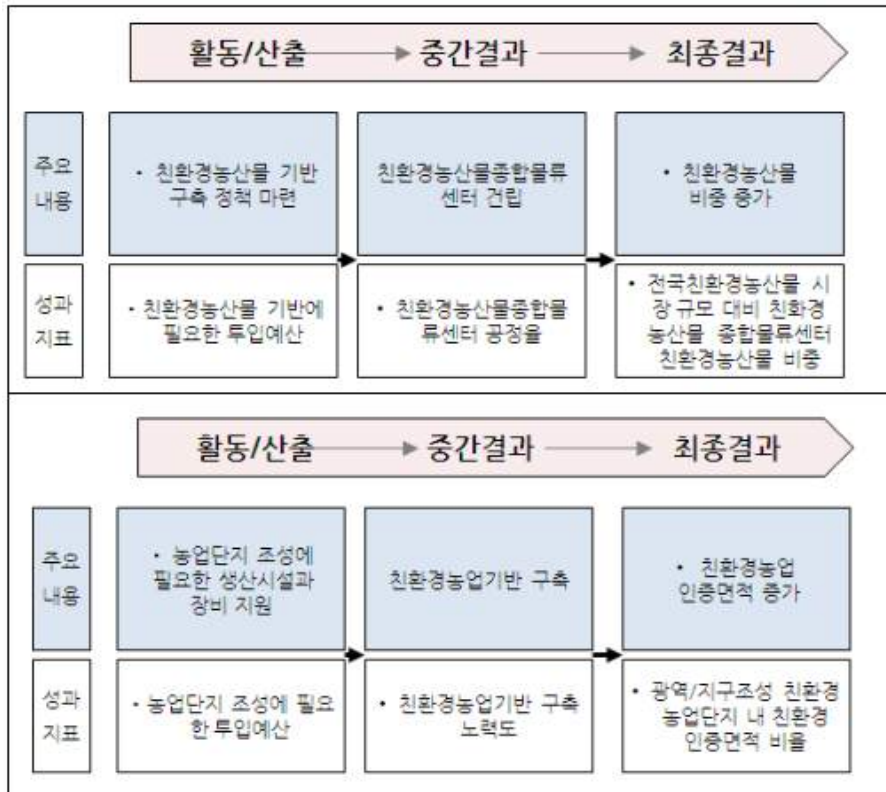 활동/산출 → 중간결과 → 최종결과
주요
내용
• 친환경농산물 기반
구축 정책 마련
친환경농산물종합물류
센터 건립
• 친환경농산물
비중 증가
성과
지표
• 친환경농산물 기반에
필요한 투입예산
• 친환경농산물종합물
류센터 공정율
• 전국친환경농산물 시
장 규모 대비 친화경
농산물 종합물류센터
친환경농산물 비중
활동/산출 → 중간결과 → 최종결과
주요
내용
• 농업단지 조성에
필요한 생산시설과
장비 지원
친환경농업기반 구축
• 친환경농업
인증면적 증가
성과
지표
• 농업단지 조성에 필요
한 투입예산
• 친환경농업기반 구축
노력도
• 광역/지구조성 친환경
농업단지 내 친환경
인증면적 비율